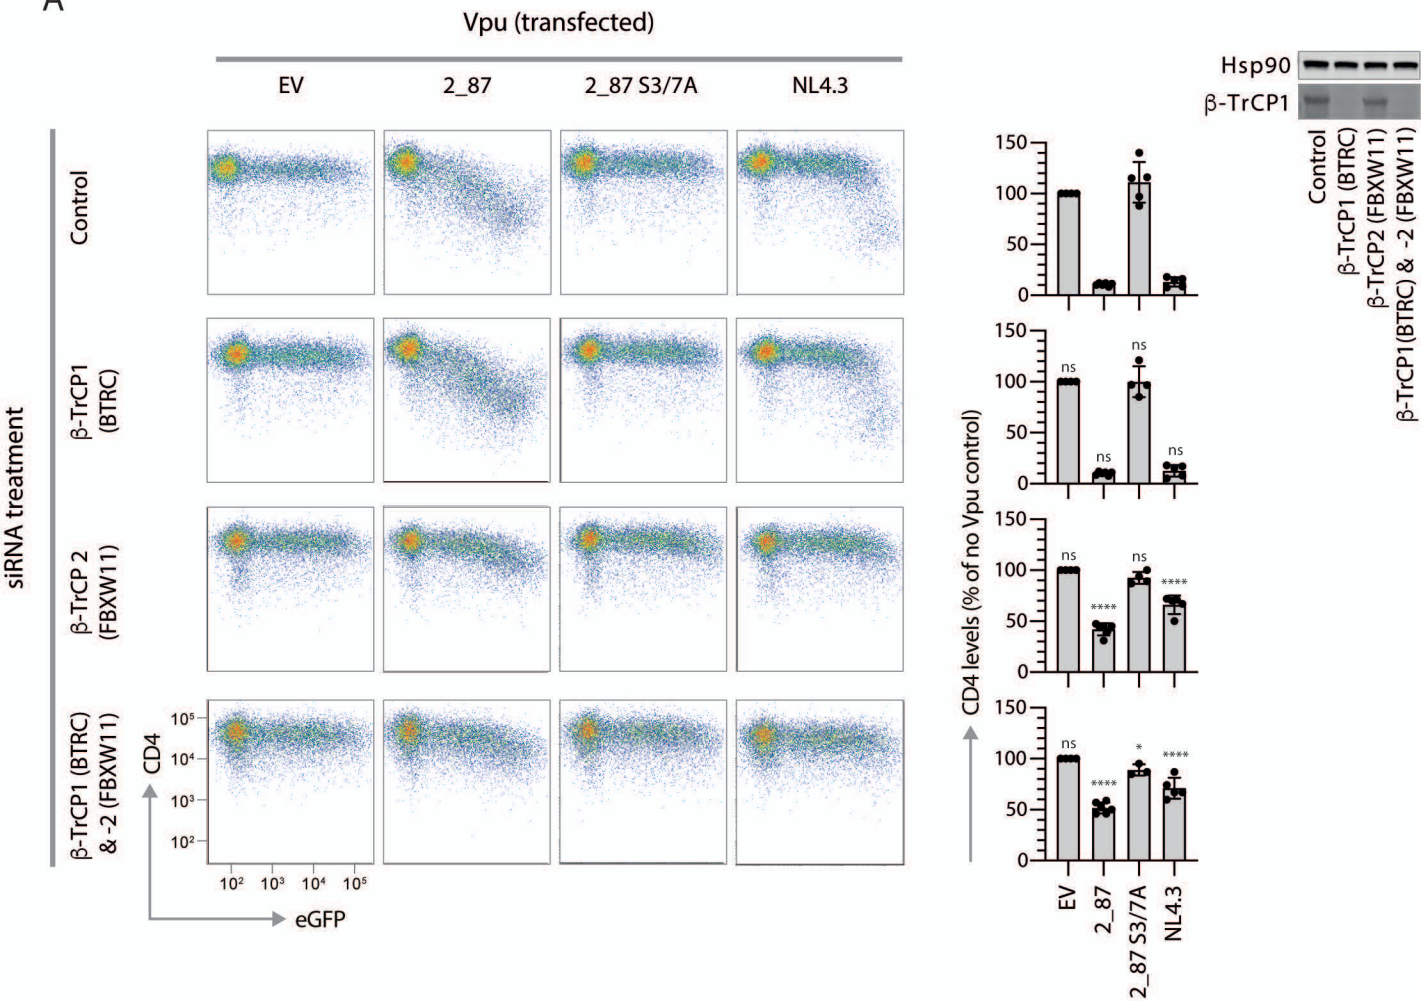 A
Vpu (transfected)
EV
2_87
2_87 S3/7A
NL4.3
siRNA treatment
Control
β-TrCP1
(BTRC)
β-TrCP 2
(FBXW11)
β-TrCP1 (BTRC)
& -2 (FBXW11)
CD4
10⁵
10⁴
10³
10²
10²
10³
10⁴
10⁵
eGFP
CD4 levels (% of no Vpu control)
150
100
50
0
150
100
50
0
ns
ns
ns
ns
150
100
50
0
ns
****
ns
****
150
100
50
0
ns
****
*
****
EV
2_87
2_87 S3/7A
NL4.3
Hsp90
β-TrCP1
Control
β-TrCP1 (BTRC)
β-TrCP2 (FBXW11)
β-TrCP1(BTRC) & -2 (FBXW11)